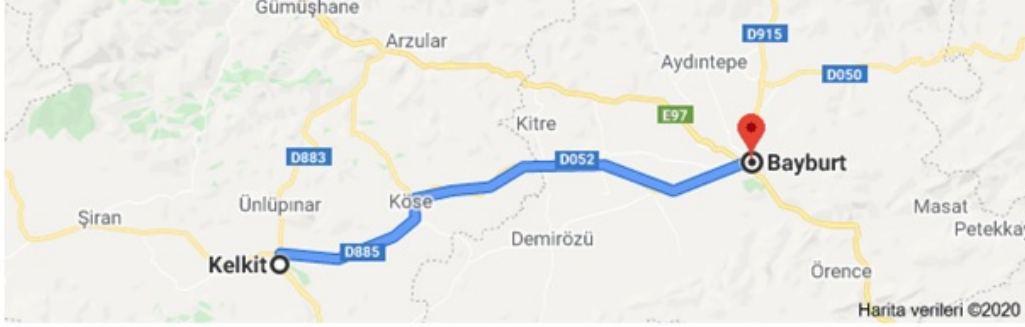 Gümüşhane
Arzular
D915
Aydıntepe
D050
E97
Kitre
D052
Bayburt
D883
Şiran
Ünlüpınar
Köse
Masat
Petekkay
Demirözü
D885
Kelkit
Örence
Harita verileri ©2020